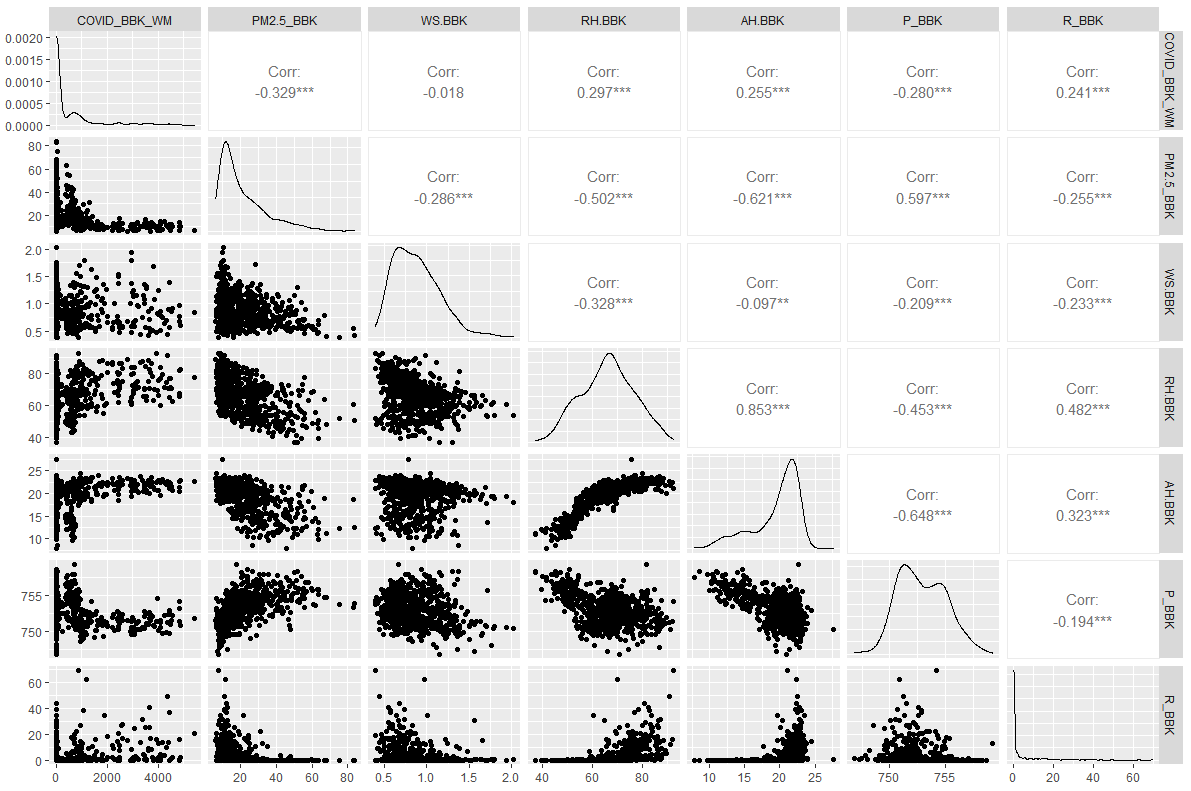 COVID_BBK_WM PM2.5_BBK WS.BBK RH.BBK AH.BBK P_BBK R_BBK
0.0020
0.0015
0.0010
0.0005
0.0000
Corr:
-0.329***
Corr:
-0.018
Corr:
0.297***
Corr:
0.255***
Corr:
-0.280***
Corr:
0.241***
COVID_BBK_WM
80
60
40
20
Corr:
-0.286***
Corr:
-0.502***
Corr:
-0.621***
Corr:
0.597***
Corr:
-0.255***
PM2.5_BBK
2.0
1.5
1.0
0.5
Corr:
-0.328***
Corr:
-0.097**
Corr:
-0.209***
Corr:
-0.233***
WS.BBK
80
60
40
Corr:
0.853***
Corr:
-0.453***
Corr:
0.482***
RH.BBK
25
20
15
10
Corr:
-0.648***
Corr:
0.323***
AH.BBK
755
750
Corr:
-0.194***
P_BBK
60
40
20
0
R_BBK
0 2000 4000 20 40 60 80 0.5 1.0 1.5 2.0 40 60 80 10 15 20 25 750 755 0 20 40 60